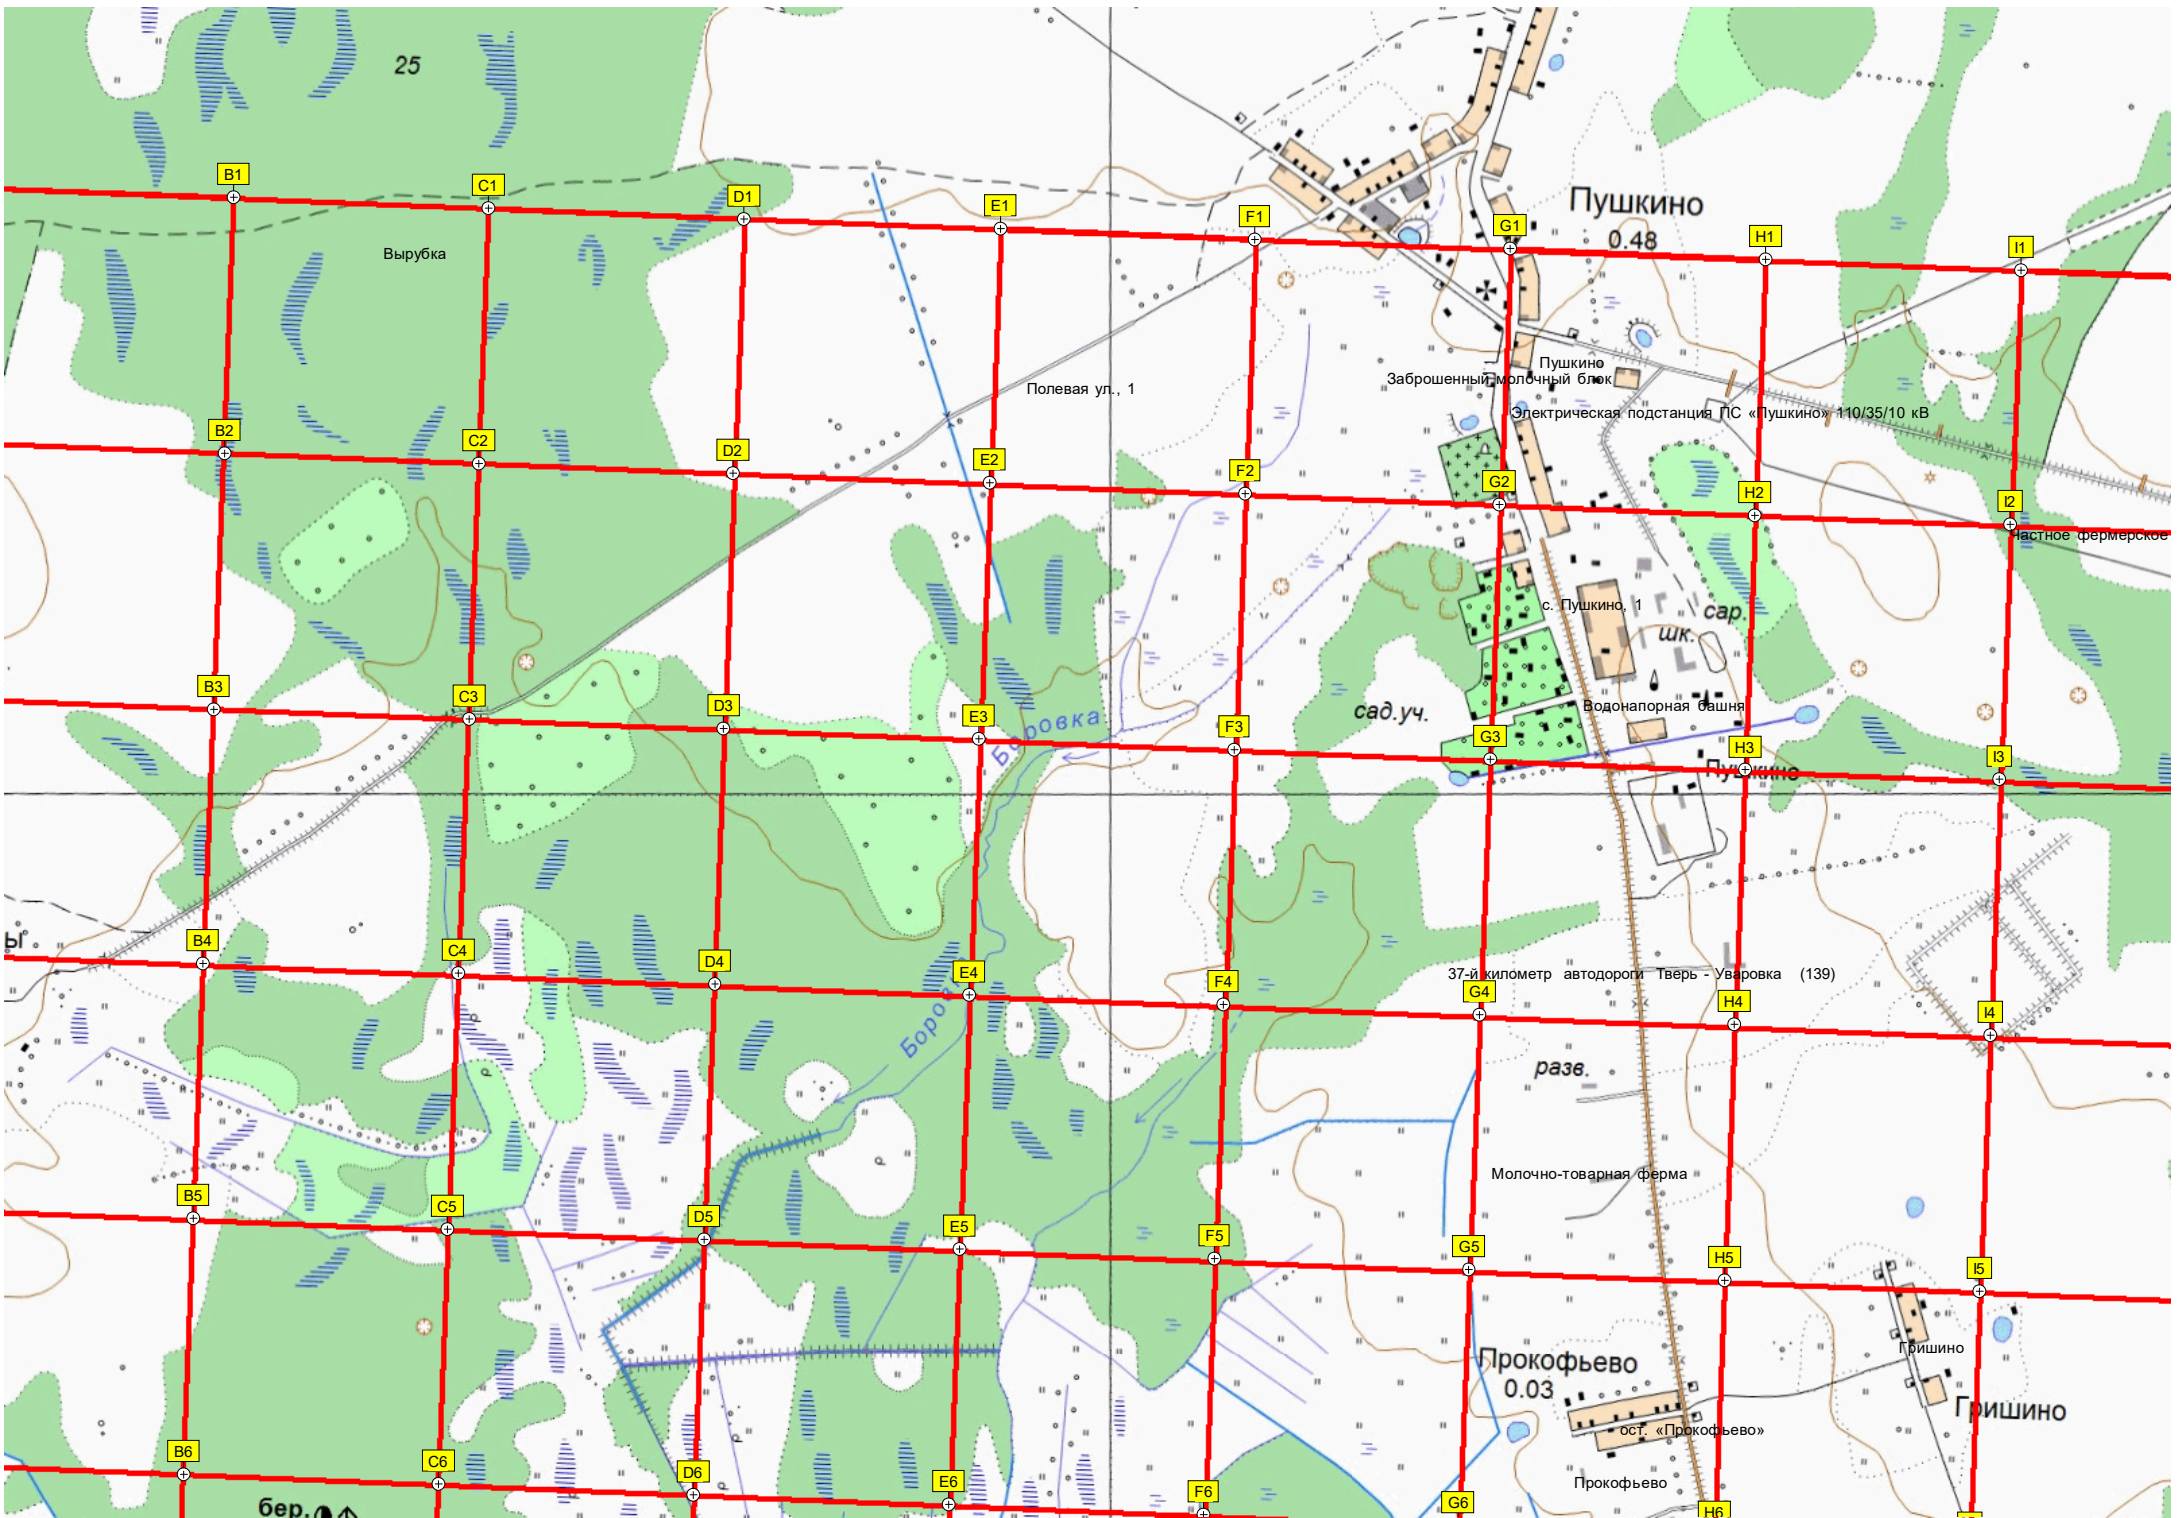 25
B1
C1
D1
E1
F1
G1
H1
I1
Пушкино
0.48
Вырубка
Пушкино
Заброшенный молочный блок
Полевая ул., 1
Электрическая подстанция ПС «Пушкино» 110/35/10 кВ
B2
C2
D2
E2
F2
G2
H2
I2
Частное фермерское
с. Пушкино, 1
сар.
шк.
B3
C3
D3
E3
F3
G3
H3
I3
сад.уч.
Водонапорная башня
Боровка
Пушкино
ы
B4
C4
D4
E4
F4
G4
H4
I4
37-й километр автодороги Тверь - Уваровка (139)
разв.
Молочно-товарная ферма
B5
C5
D5
E5
F5
G5
H5
I5
Гришино
Прокофьево
0.03
Гришино
ост. «Прокофьево»
Прокофьево
B6
C6
D6
E6
F6
G6
H6
бер.